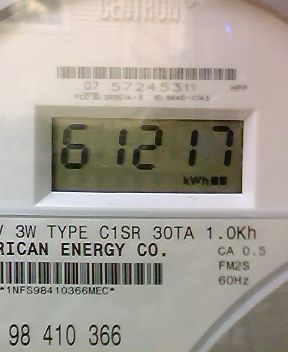 CENTRON
07 57245311
61217
kWh
V 3W TYPE C1SR 30TA 1.0Kh
RICAN ENERGY CO.
CA 0.5
FM2S
60Hz
*1NFS98410366MEC*
98 410 366